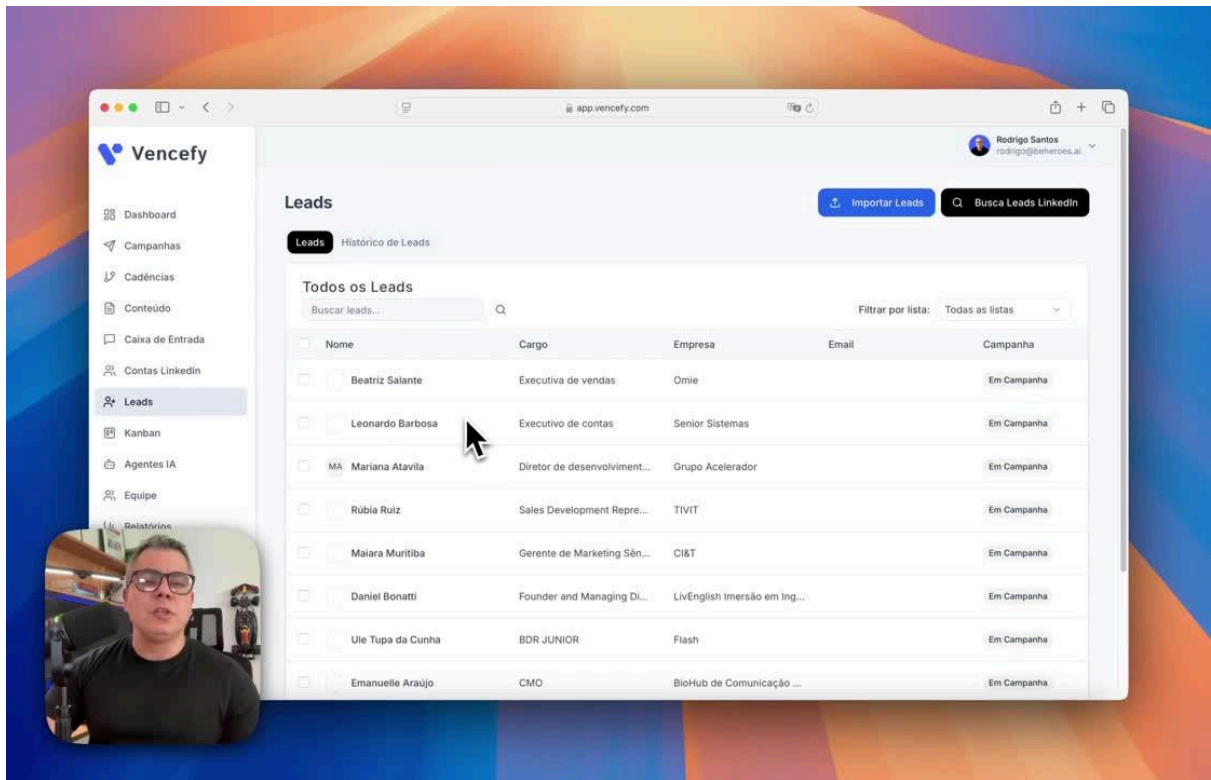 app.vencefy.com
Vencefy
Rodrigo Santos
rodrigo@beheroes.ai
Dashboard
Campanhas
Cadências
Conteúdo
Caixa de Entrada
Contas LinkedIn
Leads
Kanban
Agentes IA
Equipe
Relatórios
Leads
Importar Leads
Busca Leads LinkedIn
Leads
Histórico de Leads
Todos os Leads
Buscar leads...
Filtrar por lista: Todas as listas
Nome Cargo Empresa Email Campanha
Beatriz Salante Executiva de vendas Omie Em Campanha
Leonardo Barbosa Executivo de contas Senior Sistemas Em Campanha
MA Mariana Atavila Diretor de desenvolviment... Grupo Acelerador Em Campanha
Rúbia Ruiz Sales Development Repre... TIVIT Em Campanha
Maiara Muritiba Gerente de Marketing Sên... CI&T Em Campanha
Daniel Bonatti Founder and Managing Di... LivEnglish Imersão em Ing... Em Campanha
Ule Tupa da Cunha BDR JUNIOR Flash Em Campanha
Emanuelle Araújo CMO BioHub de Comunicação ... Em Campanha